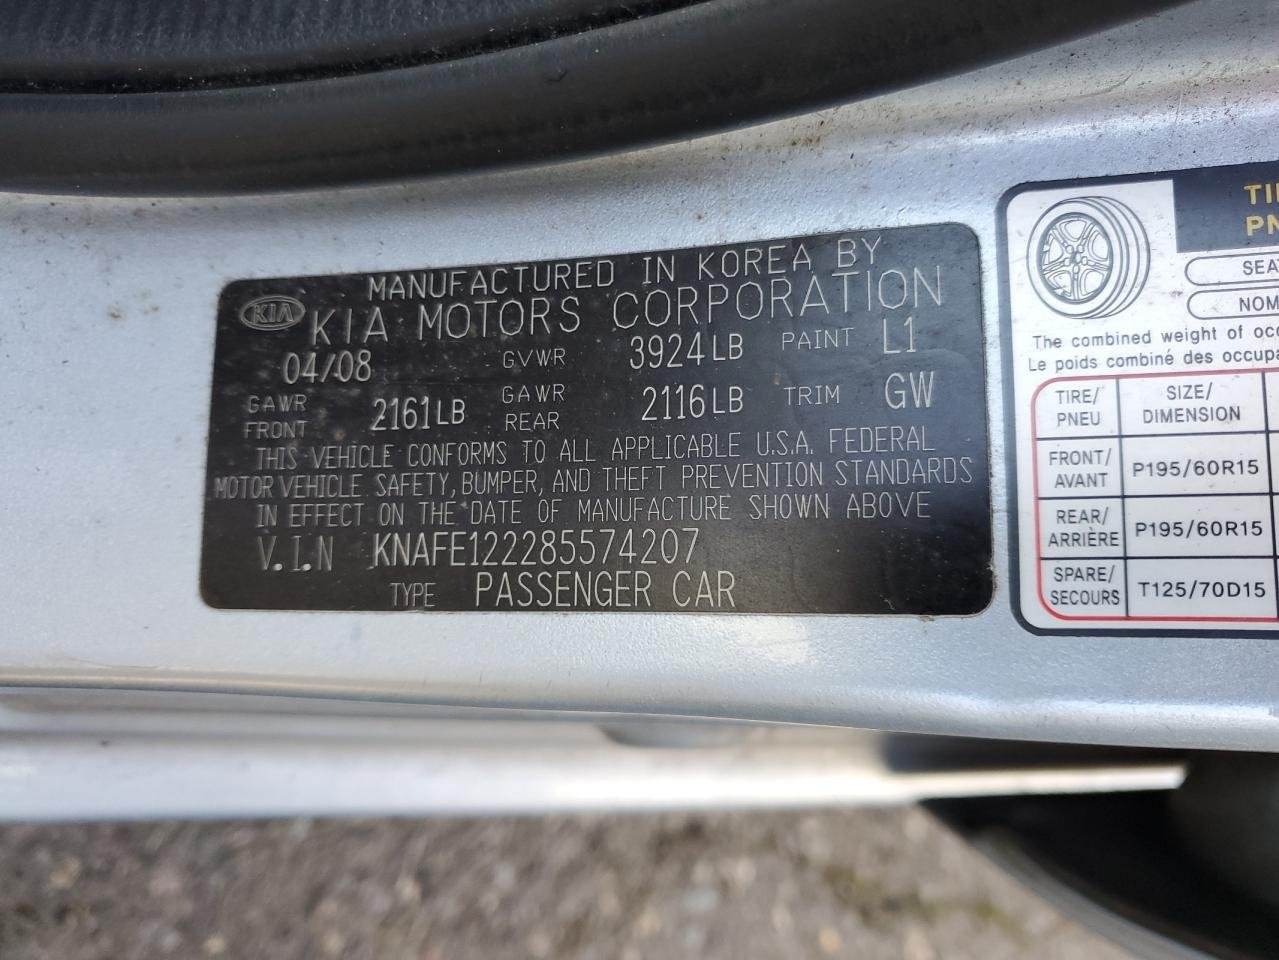 MANUFACTURED IN KOREA BY
KIA
KIA MOTORS CORPORATION
04/08 GVWR 3924LB PAINT L1
GAWR FRONT 2161LB GAWR REAR 2116LB TRIM GW
THIS VEHICLE CONFORMS TO ALL APPLICABLE U.S.A. FEDERAL
MOTOR VEHICLE SAFETY, BUMPER, AND THEFT PREVENTION STANDARDS
IN EFFECT ON THE DATE OF MANUFACTURE SHOWN ABOVE
V.I.N KNAFE122285574207
TYPE PASSENGER CAR
The combined weight of
Le poids combiné des
TIRE/ SIZE/
PNEU DIMENSION
FRONT/
AVANT P195/60R15
REAR/
ARRIÈRE P195/60R15
SPARE/
SECOURS T125/70D15